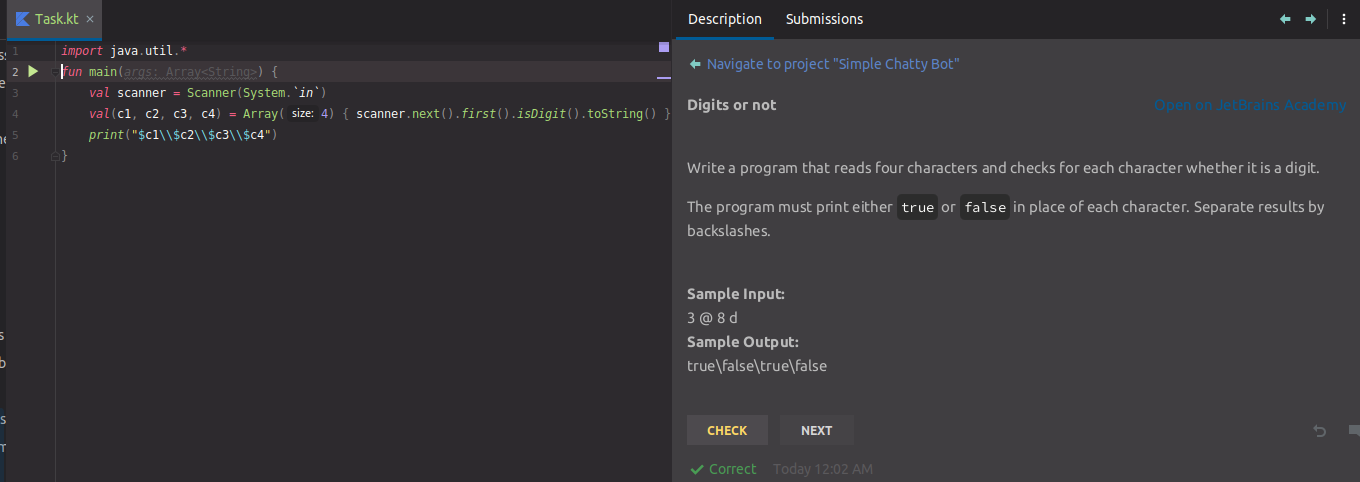 Task.kt ×
Description Submissions
1 import java.util.*
2 fun main(args: Array<String>) {
3 val scanner = Scanner(System.`in`)
4 val(c1, c2, c3, c4) = Array( size: 4) { scanner.next().first().isDigit().toString() }
5 print("$c1\\$c2\\$c3\\$c4")
6 }
Navigate to project "Simple Chatty Bot"
Digits or not Open on JetBrains Academy
Write a program that reads four characters and checks for each character whether it is a digit.
The program must print either true or false in place of each character. Separate results by
backslashes.
Sample Input:
3 @ 8 d
Sample Output:
true\false\true\false
CHECK NEXT
Correct Today 12:02 AM